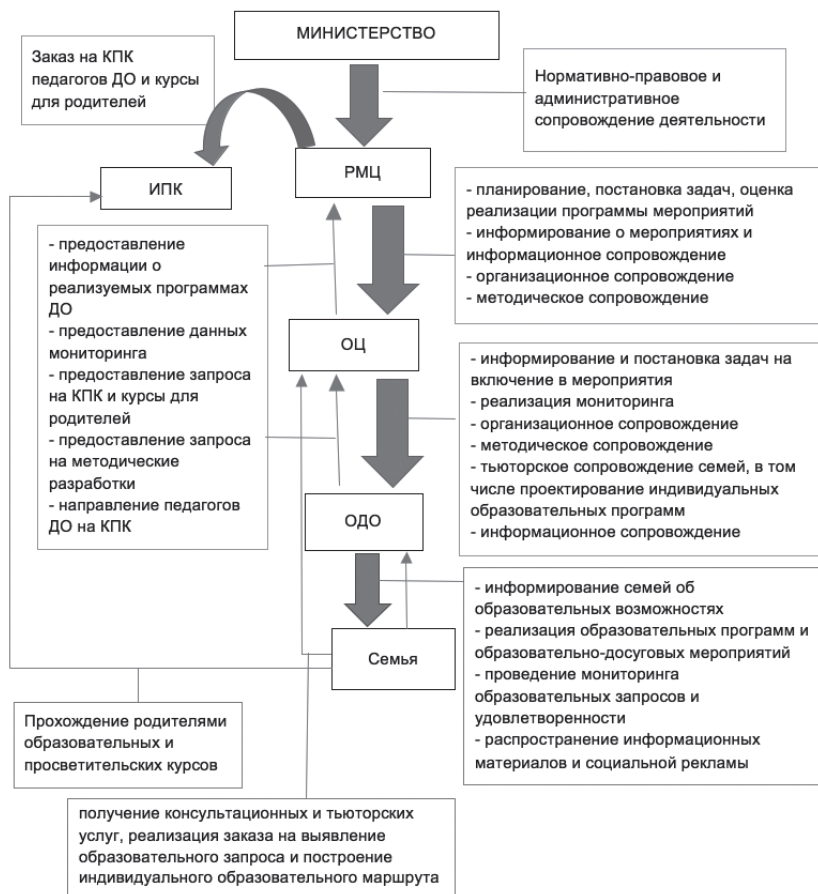 МИНИСТЕРСТВО
Заказ на КПК
педагогов ДО и курсы
для родителей
Нормативно-правовое и
административное
сопровождение деятельности
РМЦ
ИПК
- планирование, постановка задач, оценка
реализации программы мероприятий
- информирование о мероприятиях и
информационное сопровождение
- организационное сопровождение
- методическое сопровождение
- предоставление
информации о
реализуемых программах
ДО
- предоставление данных
мониторинга
- предоставление запроса
на КПК и курсы для
родителей
- предоставление запроса
на методические
разработки
- направление педагогов
ДО на КПК
ОЦ
- информирование и постановка задач на
включение в мероприятия
- реализация мониторинга
- организационное сопровождение
- методическое сопровождение
- тьюторское сопровождение семей, в том
числе проектирование индивидуальных
образовательных программ
- информационное сопровождение
ОДО
- информирование семей об
образовательных возможностях
- реализация образовательных программ и
образовательно-досуговых мероприятий
- проведение мониторинга
образовательных запросов и
удовлетворенности
- распространение информационных
материалов и социальной рекламы
Семья
Прохождение родителями
образовательных и
просветительских курсов
получение консультационных и тьюторских
услуг, реализация заказа на выявление
образовательного запроса и построение
индивидуального образовательного маршрута